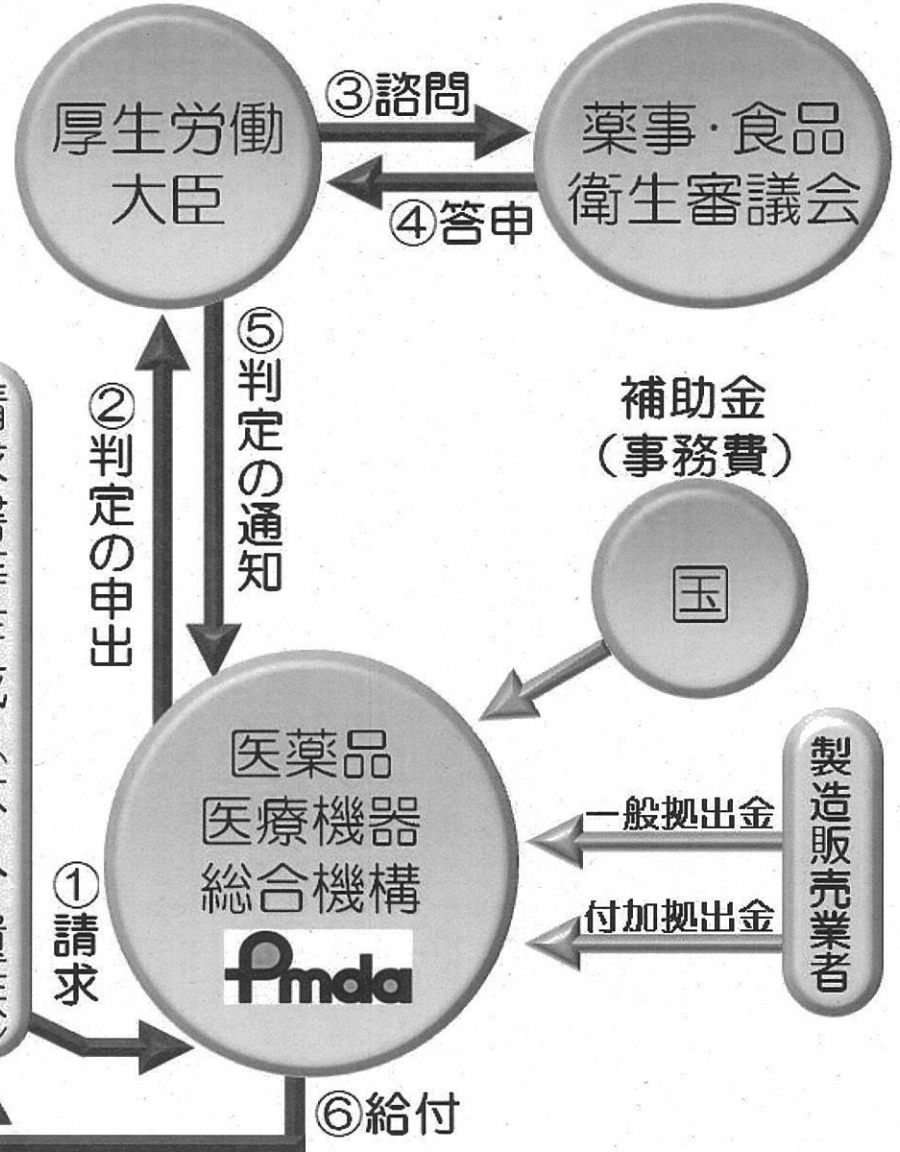 厚生労働
大臣
③諮問
④答申
薬事・食品
衛生審議会
②判定の申出
⑤判定の通知
補助金
（事務費）
国
医薬品
医療機器
総合機構
Pmda
一般拠出金
付加拠出金
製造販売業者
①請求
⑥給付